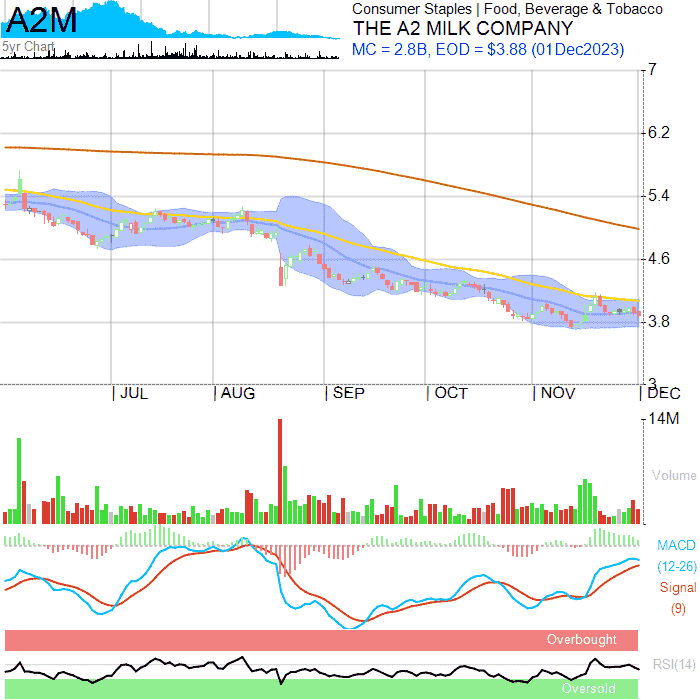 A2M
5yr Chart
Consumer Staples | Food, Beverage & Tobacco
THE A2 MILK COMPANY
MC = 2.8B, EOD = $3.88 (01Dec2023)
7
6.2
5.4
4.6
3.8
3
JUL
AUG
SEP
OCT
NOV
DEC
14M
Volume
MACD
(12-26)
Signal
(9)
Overbought
RSI(14)
Oversold